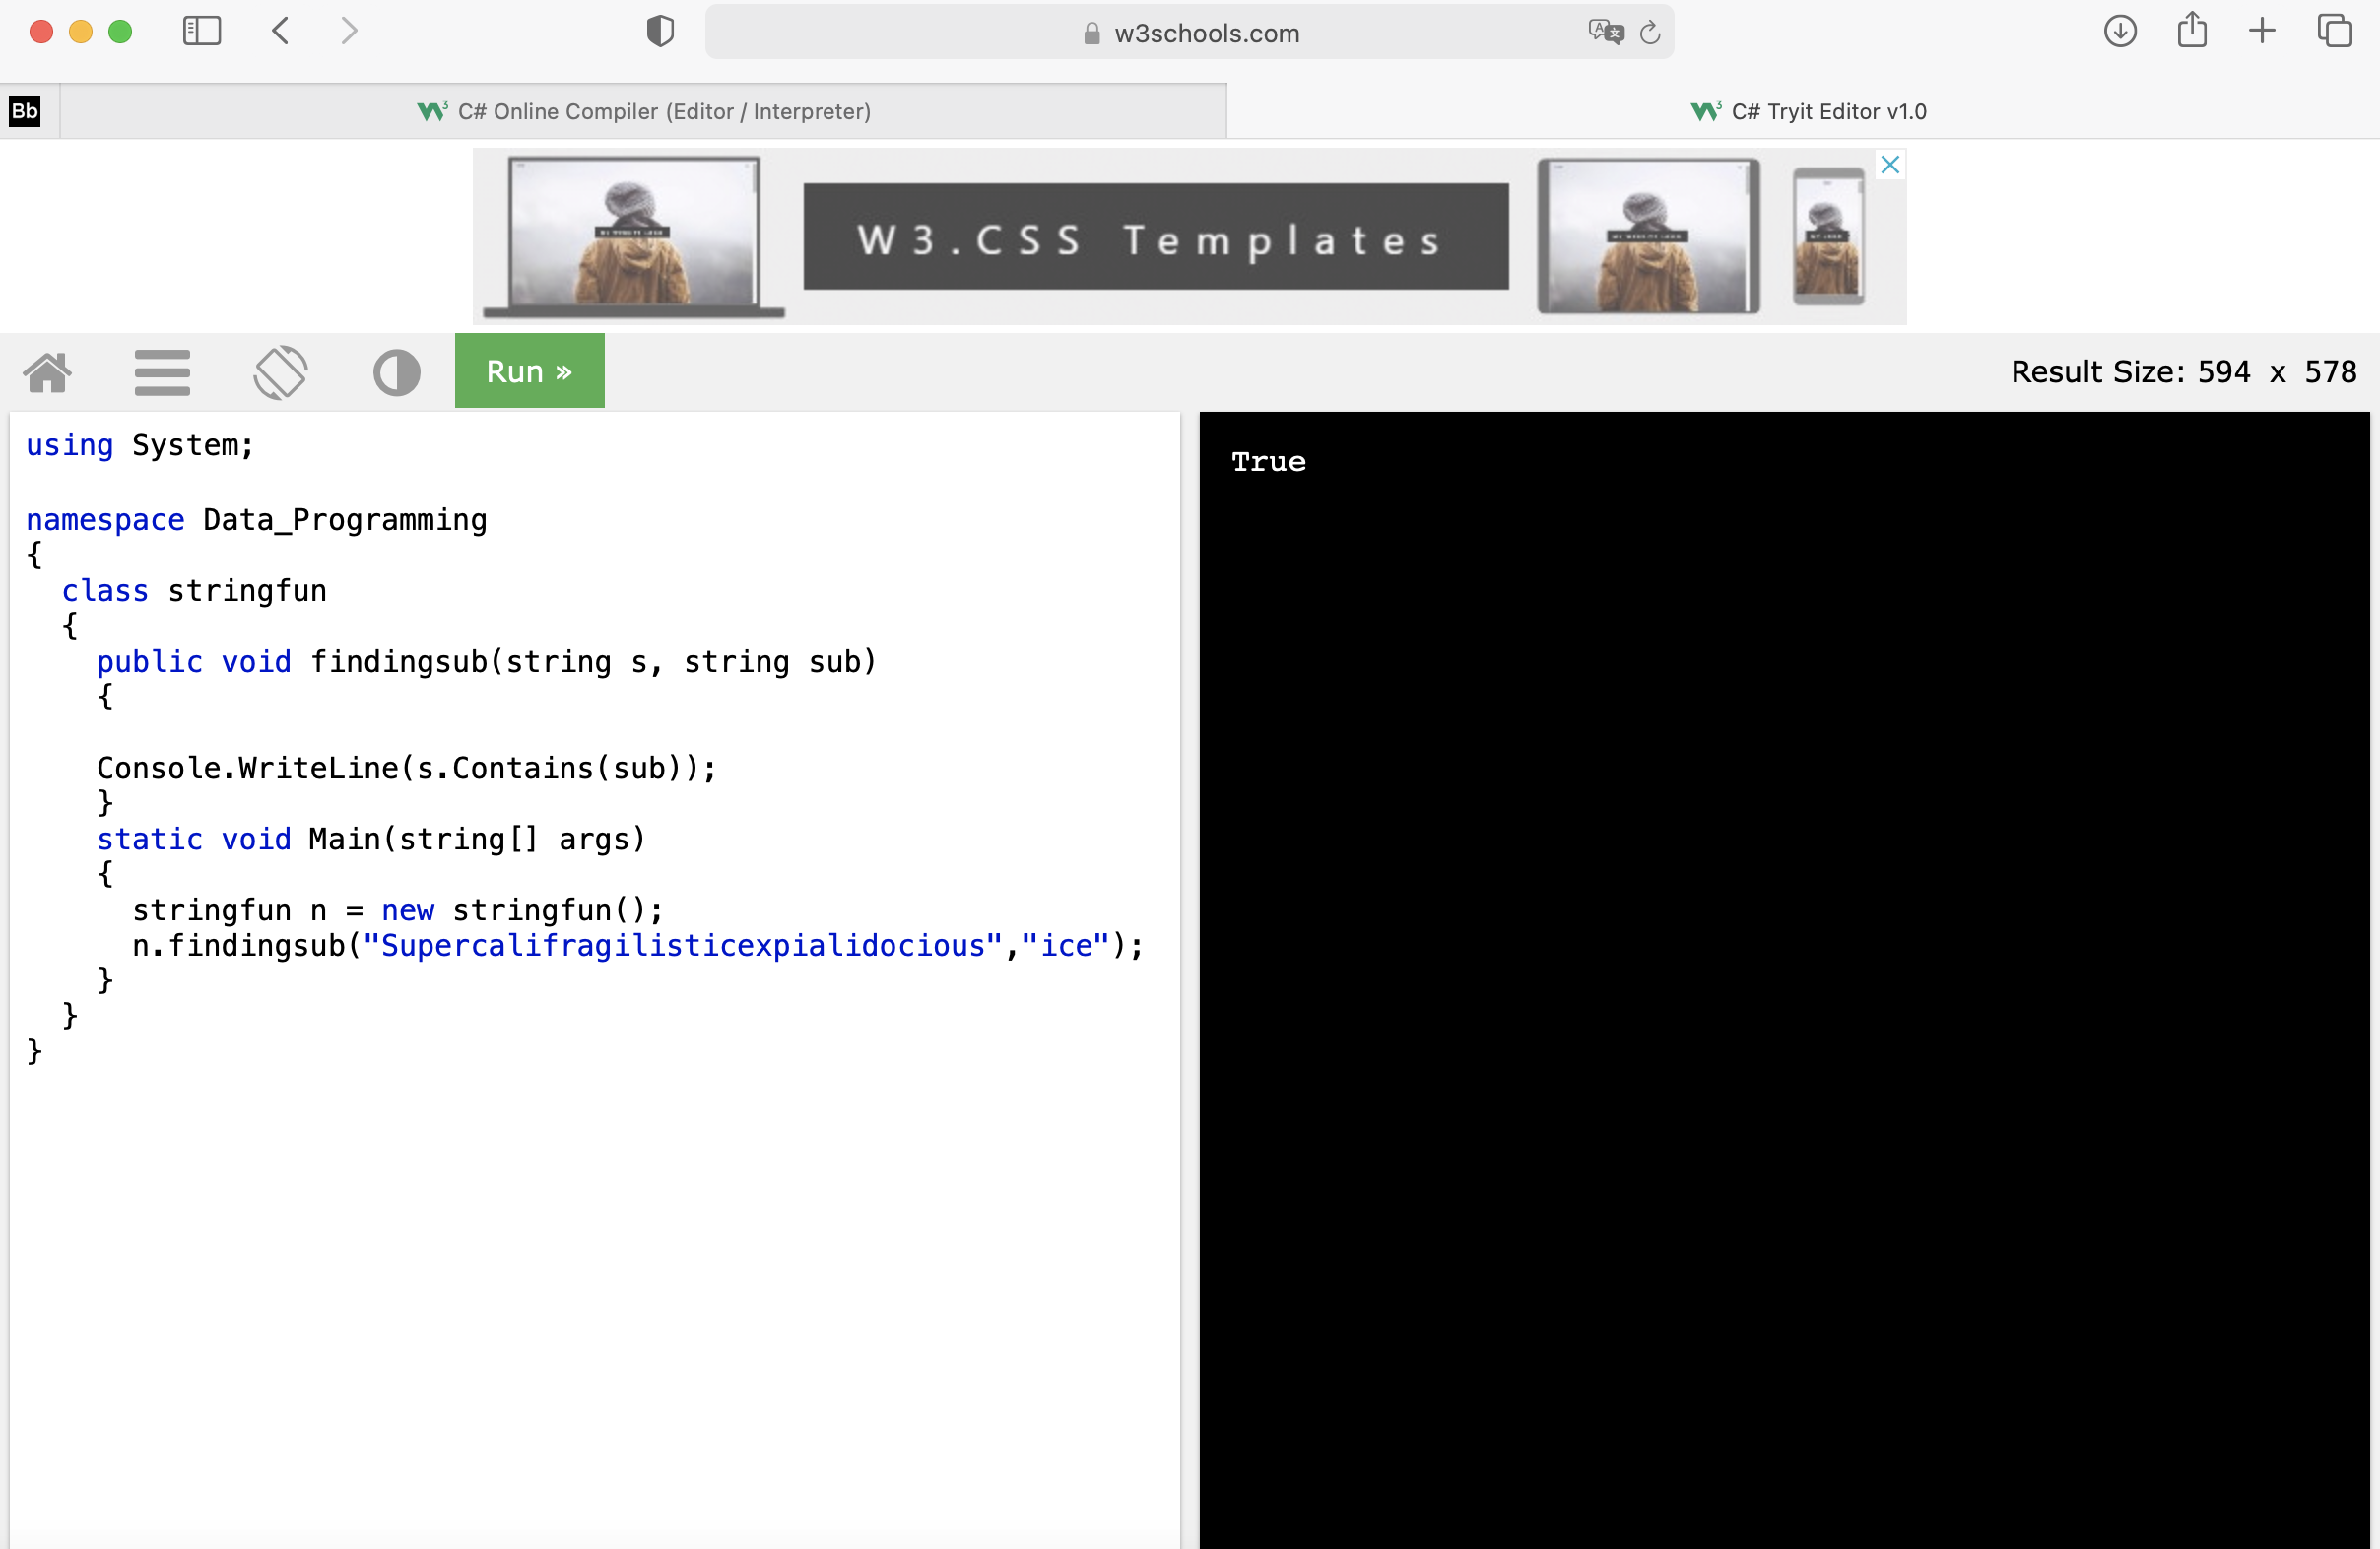 w3schools.com
Bb
W3 C# Online Compiler (Editor / Interpreter)
W3 C# Tryit Editor v1.0
W3.CSS Templates
Run »
Result Size: 594 x 578
using System;
namespace Data_Programming
{
class stringfun
{
public void findingsub(string s, string sub)
{
Console.WriteLine(s.Contains(sub));
}
static void Main(string[] args)
{
stringfun n = new stringfun();
n.findingsub("Supercalifragilisticexpialidocious","ice");
}
}
}
True